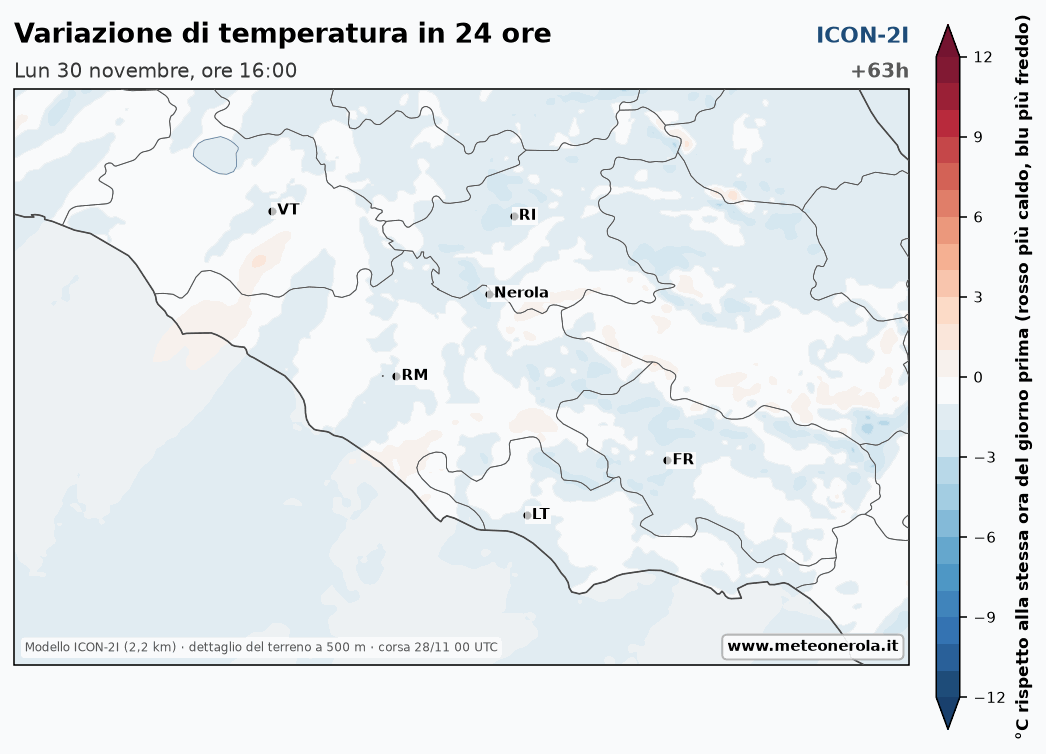 Variazione di temperatura in 24 ore
ICON-2I
Lun 30 novembre, ore 16:00
+63h
VT
RI
Nerola
RM
FR
LT
Modello ICON-2I (2,2 km) · dettaglio del terreno a 500 m · corsa 28/11 00 UTC
www.meteonerola.it
12
9
6
3
0
−3
−6
−9
−12
°C rispetto alla stessa ora del giorno prima (rosso più caldo, blu più freddo)